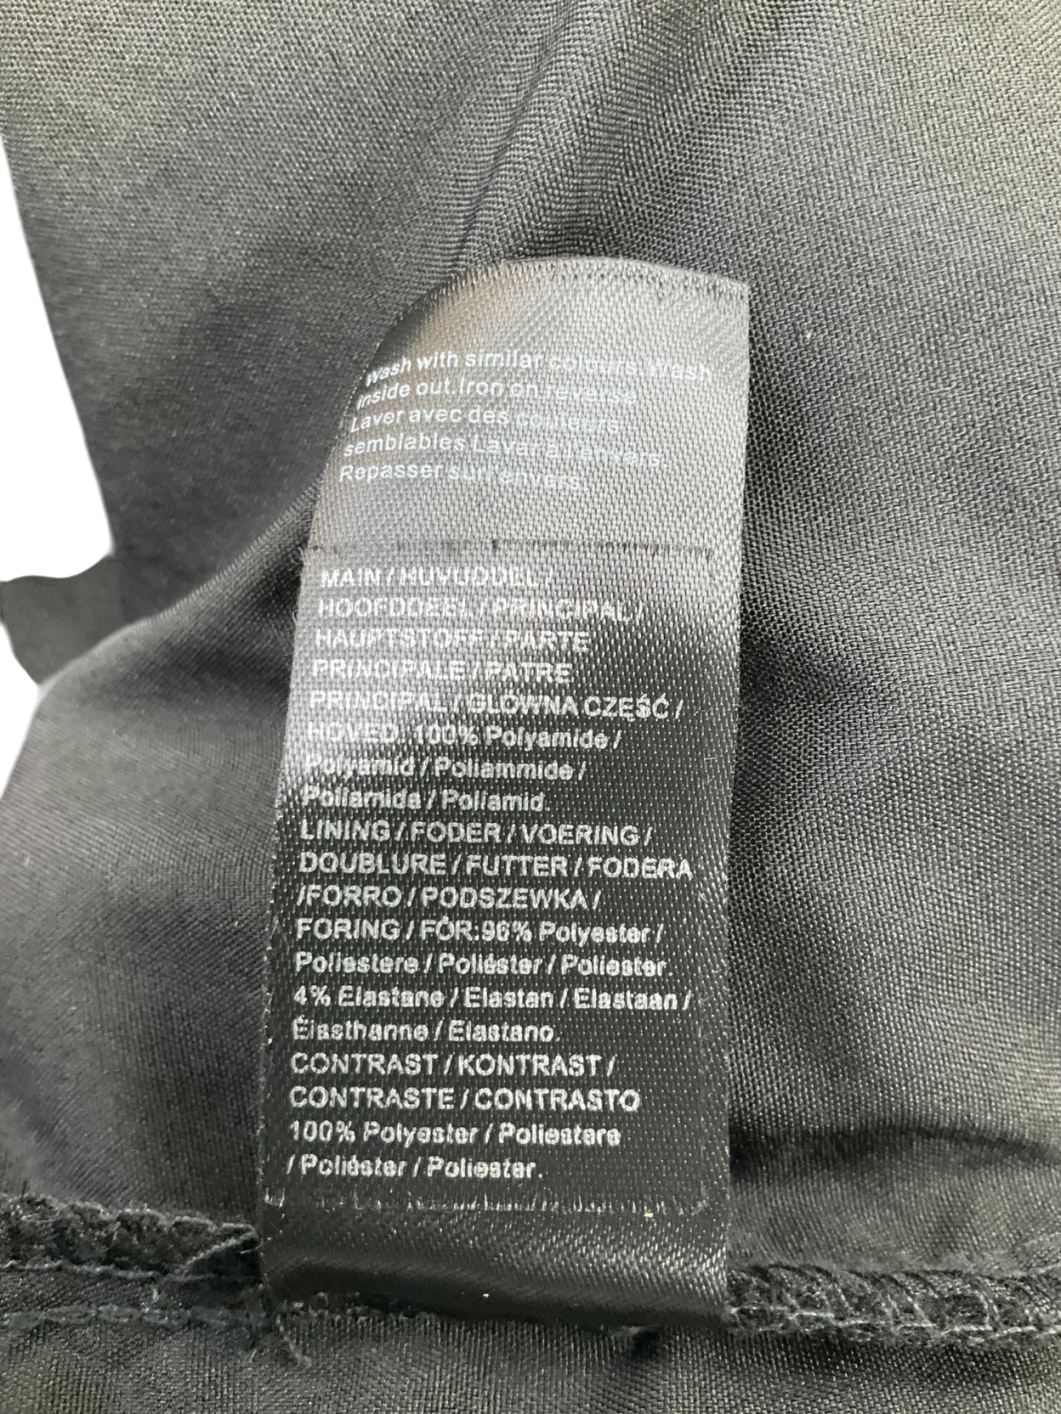 Wash with similar colours. Wash
inside out. Iron on reverse
Laver avec des couleurs
semblables. Laver a l'envers.
Repasser sur l'envers.
MAIN / HUVUDDEL /
HOOFDDEEL / PRINCIPAL /
HAUPTSTOFF / PARTE
PRINCIPALE / PATRE
PRINCIPAL / GLÓWNA CZĘŚĆ /
HOVED: 100% Polyamide /
Polyamid / Poliammide /
Poliamida / Poliamid.
LINING / FODER / VOERING /
DOUBLURE / FUTTER / FODERA
/FORRO / PODSZEWKA /
FORING / FÓR:96% Polyester /
Poliestere / Poliéster / Poliester.
4% Elastane / Elastan / Elastaan /
Élasthanne / Elastano.
CONTRAST / KONTRAST /
CONTRASTE / CONTRASTO
100% Polyester / Poliestere
/ Poliéster / Poliester.